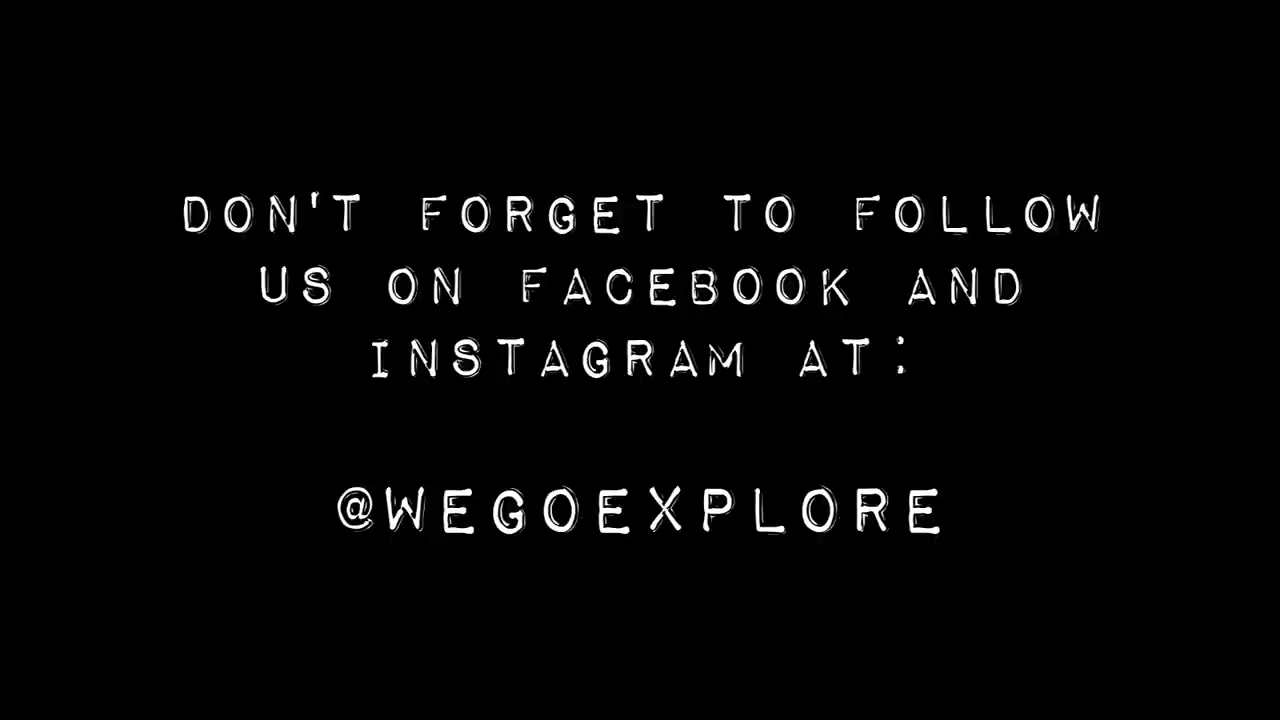 DON'T FORGET TO FOLLOW
US ON FACEBOOK AND
INSTAGRAM AT:
@WEGOEXPLORE